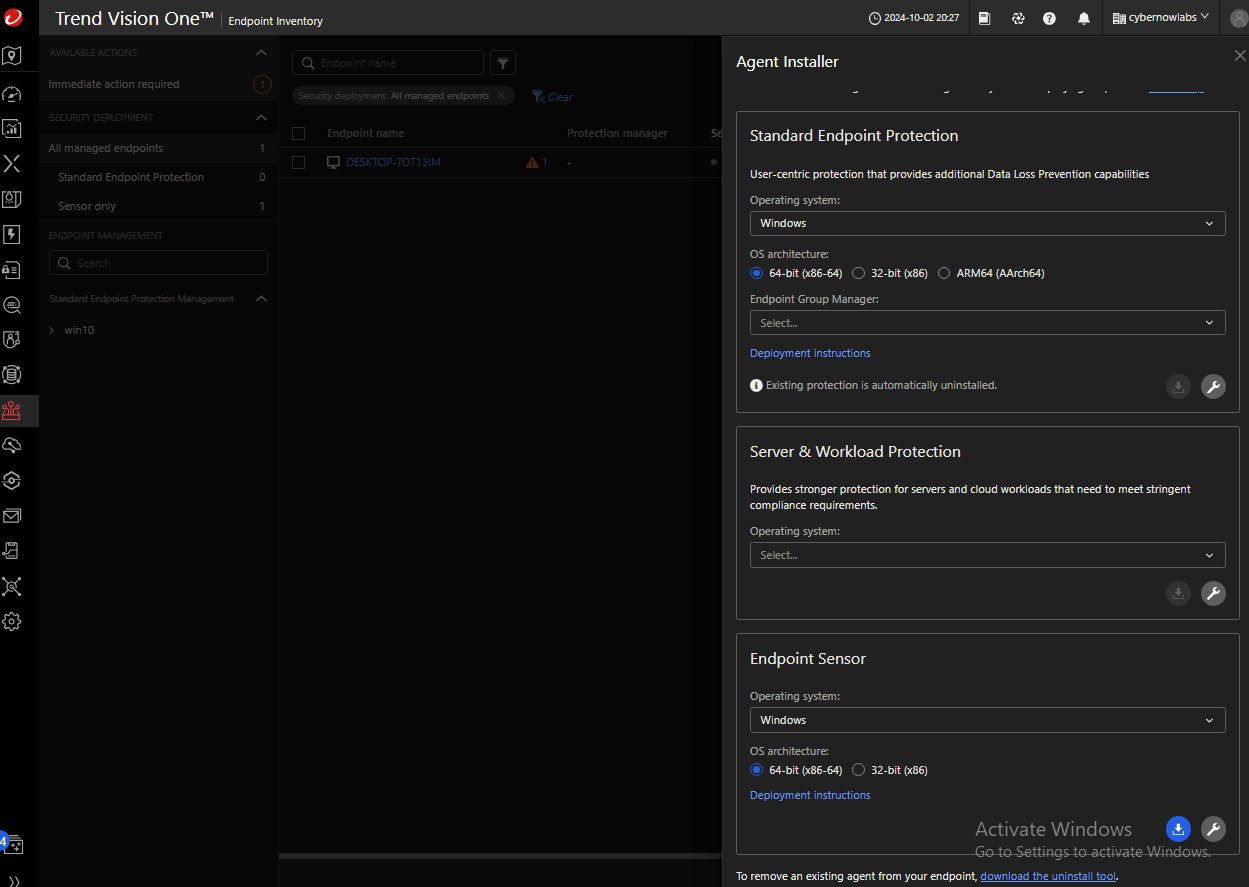 Trend Vision One™ Endpoint Inventory
2024-10-02 20:27
cybernowlabs
AVAILABLE ACTIONS
Immediate action required 1
SECURITY DEPLOYMENT
All managed endpoints 1
Standard Endpoint Protection 0
Sensor only 1
ENDPOINT MANAGEMENT
Search
Standard Endpoint Protection Management
win10
4
Endpoint name
Security deployment: All managed endpoints Clear
Endpoint name Protection manager Se
DESKTOP-TOT13IM 1 -
Agent Installer
Standard Endpoint Protection
User-centric protection that provides additional Data Loss Prevention capabilities
Operating system:
Windows
OS architecture:
64-bit (x86-64) 32-bit (x86) ARM64 (AArch64)
Endpoint Group Manager:
Select...
Deployment instructions
Existing protection is automatically uninstalled.
Server & Workload Protection
Provides stronger protection for servers and cloud workloads that need to meet stringent
compliance requirements.
Operating system:
Select...
Endpoint Sensor
Operating system:
Windows
OS architecture:
64-bit (x86-64) 32-bit (x86)
Deployment instructions
Activate Windows
Go to Settings to activate Windows.
To remove an existing agent from your endpoint, download the uninstall tool.